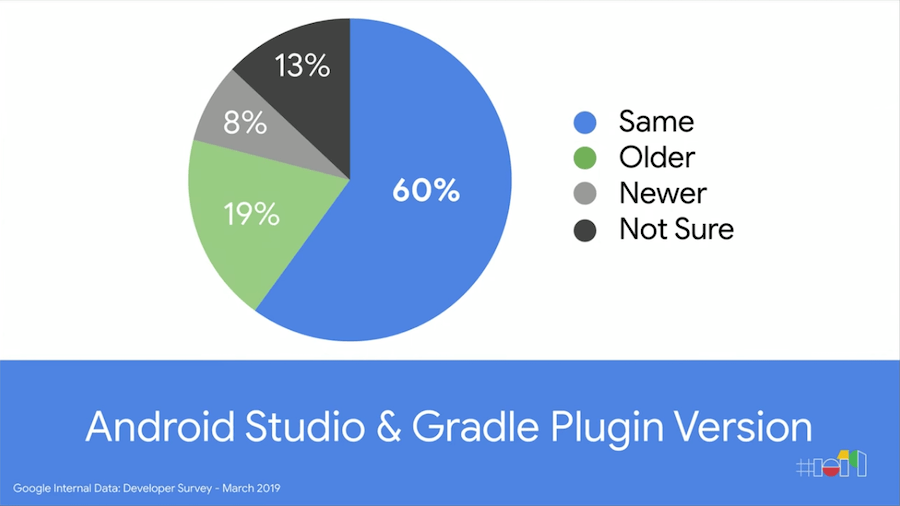 13%
8%
60%
19%
Same
Older
Newer
Not Sure
Android Studio & Gradle Plugin Version
#io19
Google Internal Data: Developer Survey - March 2019